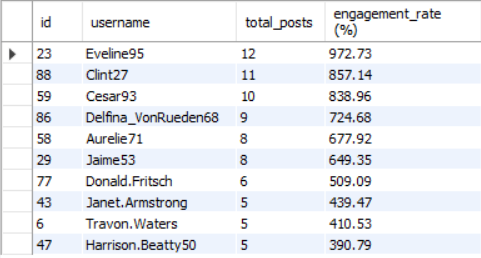 id username total_posts engagement_rate (%)
23 Eveline95 12 972.73
88 Clint27 11 857.14
59 Cesar93 10 838.96
86 Delfina_VonRueden68 9 724.68
58 Aurelie71 8 677.92
29 Jaime53 8 649.35
77 Donald.Fritsch 6 509.09
43 Janet.Armstrong 5 439.47
6 Travon.Waters 5 410.53
47 Harrison.Beatty50 5 390.79